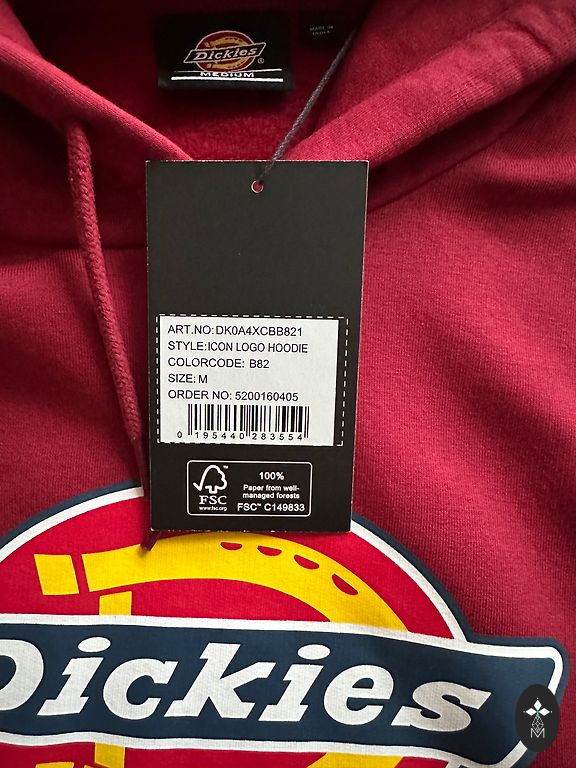 Dickies
®
MEDIUM
MADE IN
INDIA
ART.NO:DK0A4XCBB821
STYLE:ICON LOGO HOODIE
COLORCODE: B82
SIZE: M
ORDER NO: 5200160405
0 195440 283554
FSC
www.fsc.org
100%
Paper from well-
managed forests
FSC™ C149833
Dickies
M